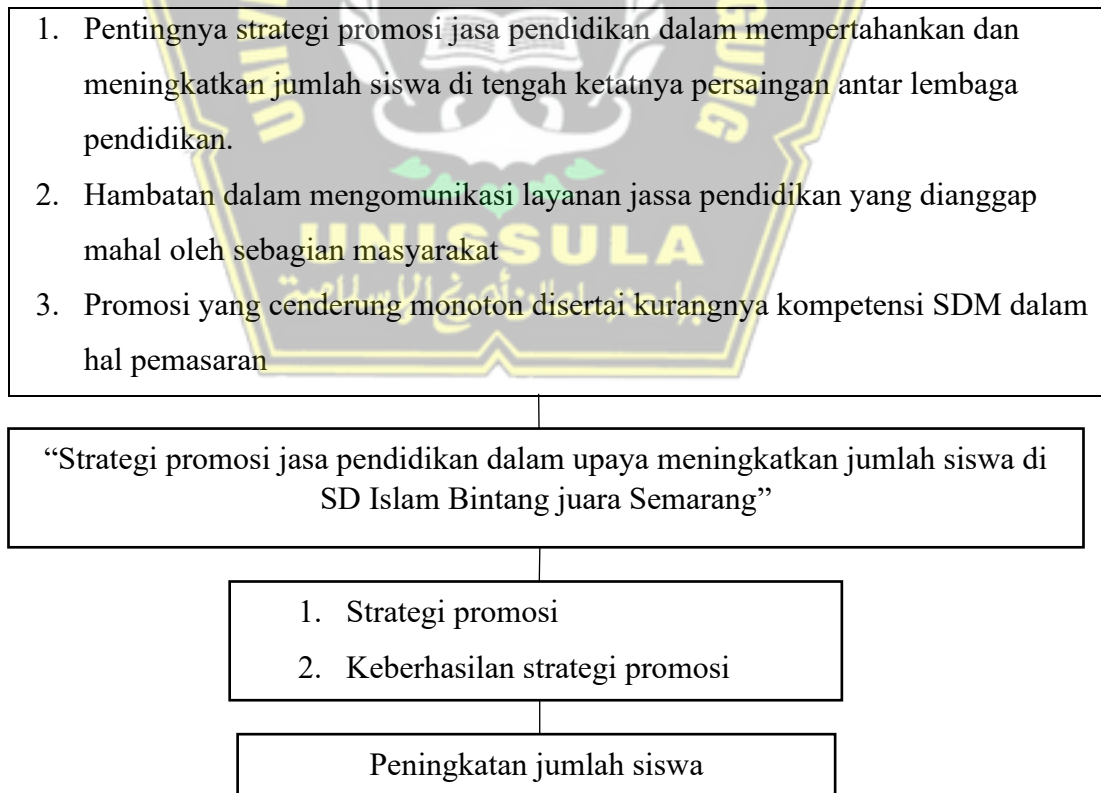 1. Pentingnya strategi promosi jasa pendidikan dalam mempertahankan dan
meningkatkan jumlah siswa di tengah ketatnya persaingan antar lembaga
pendidikan.
2. Hambatan dalam mengomunikasi layanan jassa pendidikan yang dianggap
mahal oleh sebagian masyarakat
UNISSULA
3. Promosi yang cenderung monoton disertai kurangnya kompetensi SDM dalam
hal pemasaran
“Strategi promosi jasa pendidikan dalam upaya meningkatkan jumlah siswa di
SD Islam Bintang juara Semarang”
1. Strategi promosi
2. Keberhasilan strategi promosi
Peningkatan jumlah siswa